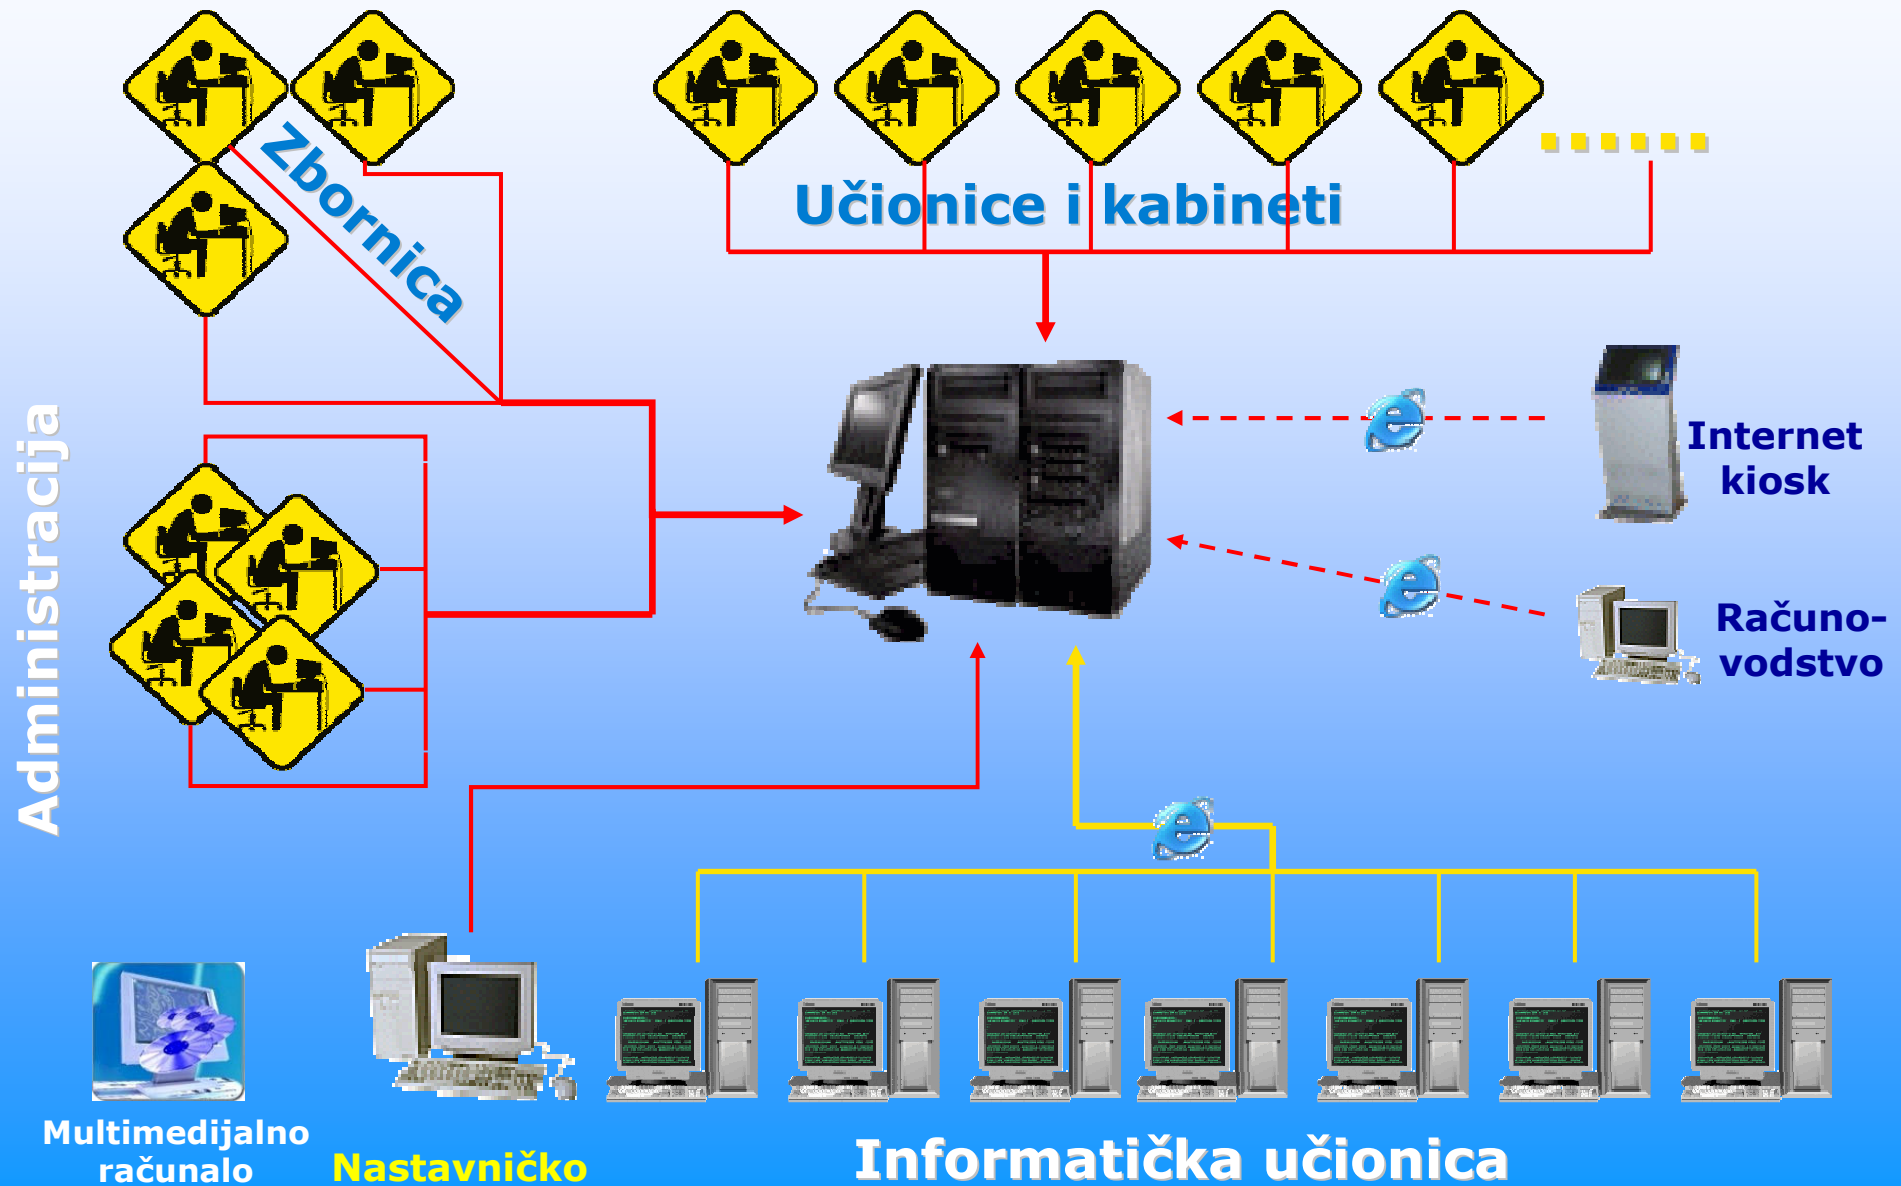 Zbornica
Učionice i kabineti
Administracija
Internet
kiosk
Računo-
vodstvo
Multimedijalno
računalo
Nastavničko
Informatička učionica